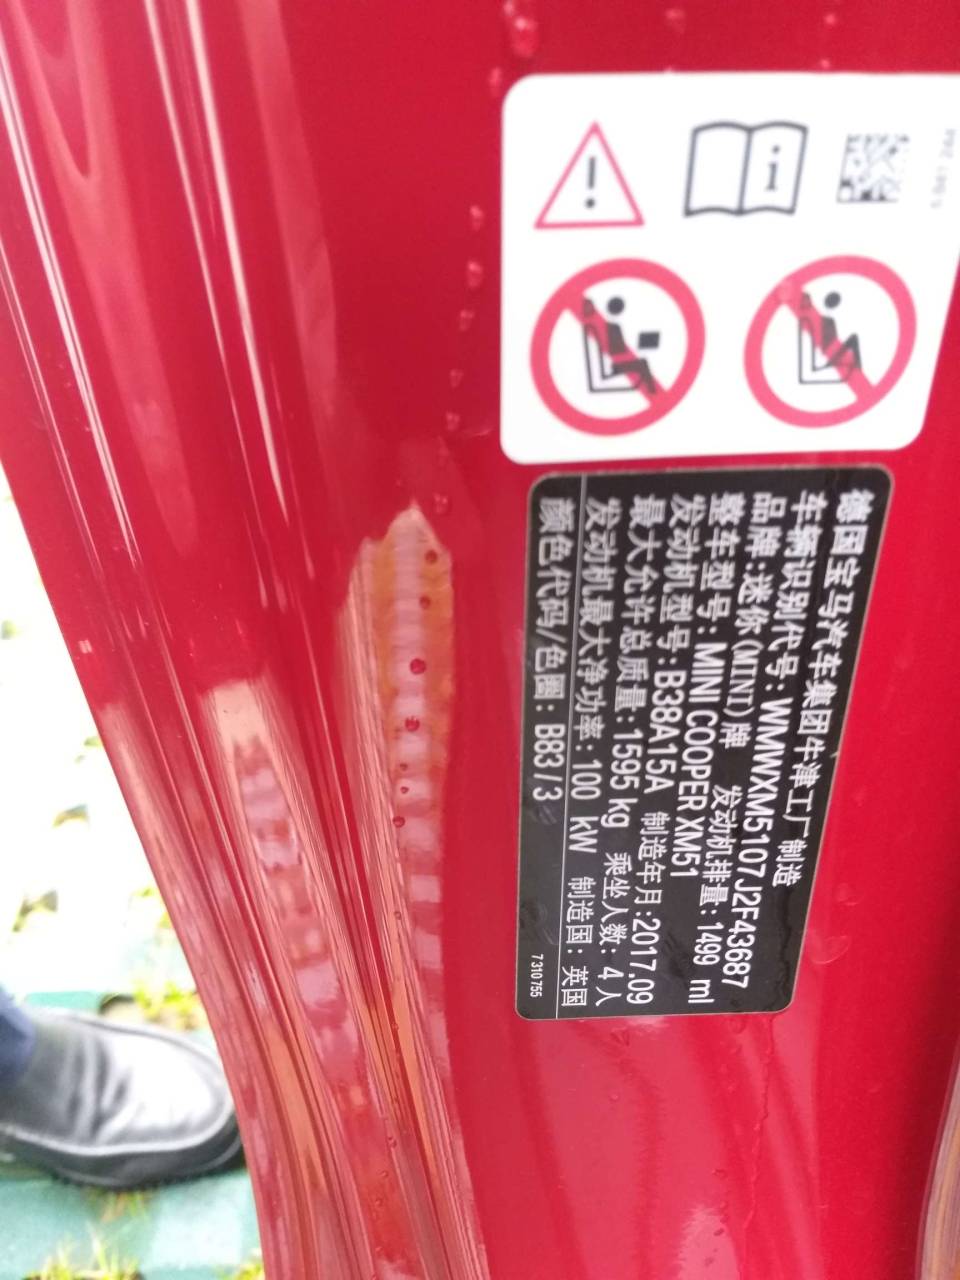 德国宝马汽车集团牛津工厂制造
车辆识别代号:WMWXM5107J2F43687
品牌:迷你(MINI)牌 发动机排量:1499 ml
整车型号:MINI COOPER XM51
发动机型号:B38A15A 制造年月:2017.09
最大允许总质量:1595 kg 乘坐人数:4人
发动机最大净功率:100 kW 制造国:英国
颜色代码/色图:B83/3
7310755